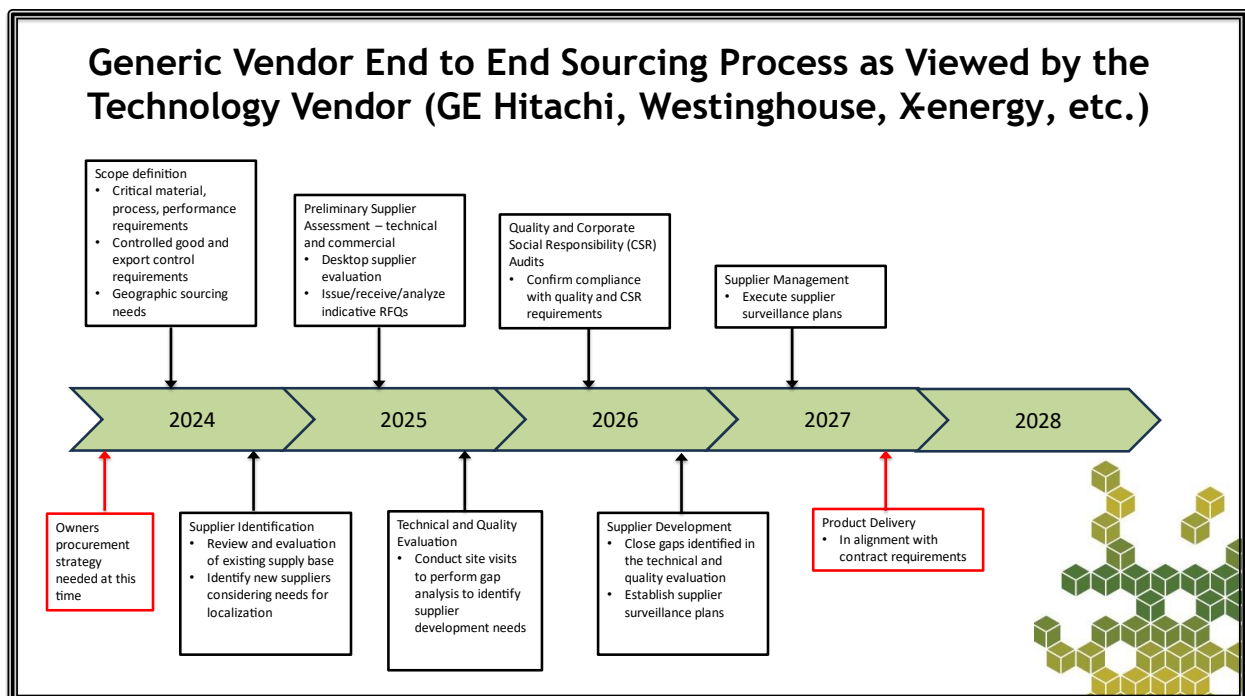 Generic Vendor End to End Sourcing Process as Viewed by the
Technology Vendor (GE Hitachi, Westinghouse, X-energy, etc.)
Scope definition
• Critical material,
process, performance
requirements
• Controlled good and
export control
requirements
• Geographic sourcing
needs
Preliminary Supplier
Assessment – technical
and commercial
• Desktop supplier
evaluation
• Issue/receive/analyze
indicative RFQs
Quality and Corporate
Social Responsibility (CSR)
Audits
• Confirm compliance
with quality and CSR
requirements
Supplier Management
• Execute supplier
surveillance plans
2024
2025
2026
2027
2028
Owners
procurement
strategy
needed at this
time
Supplier Identification
• Review and evaluation
of existing supply base
• Identify new suppliers
considering needs for
localization
Technical and Quality
Evaluation
• Conduct site visits
to perform gap
analysis to identify
supplier
development needs
Supplier Development
• Close gaps identified in
the technical and
quality evaluation
• Establish supplier
surveillance plans
Product Delivery
• In alignment with
contract requirements